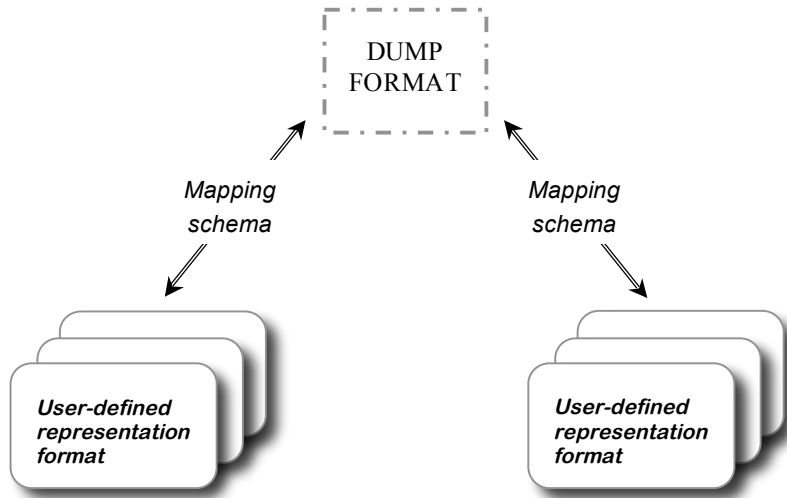 DUMP
FORMAT
Mapping
schema
Mapping
schema
User-defined
representation
format
User-defined
representation
format